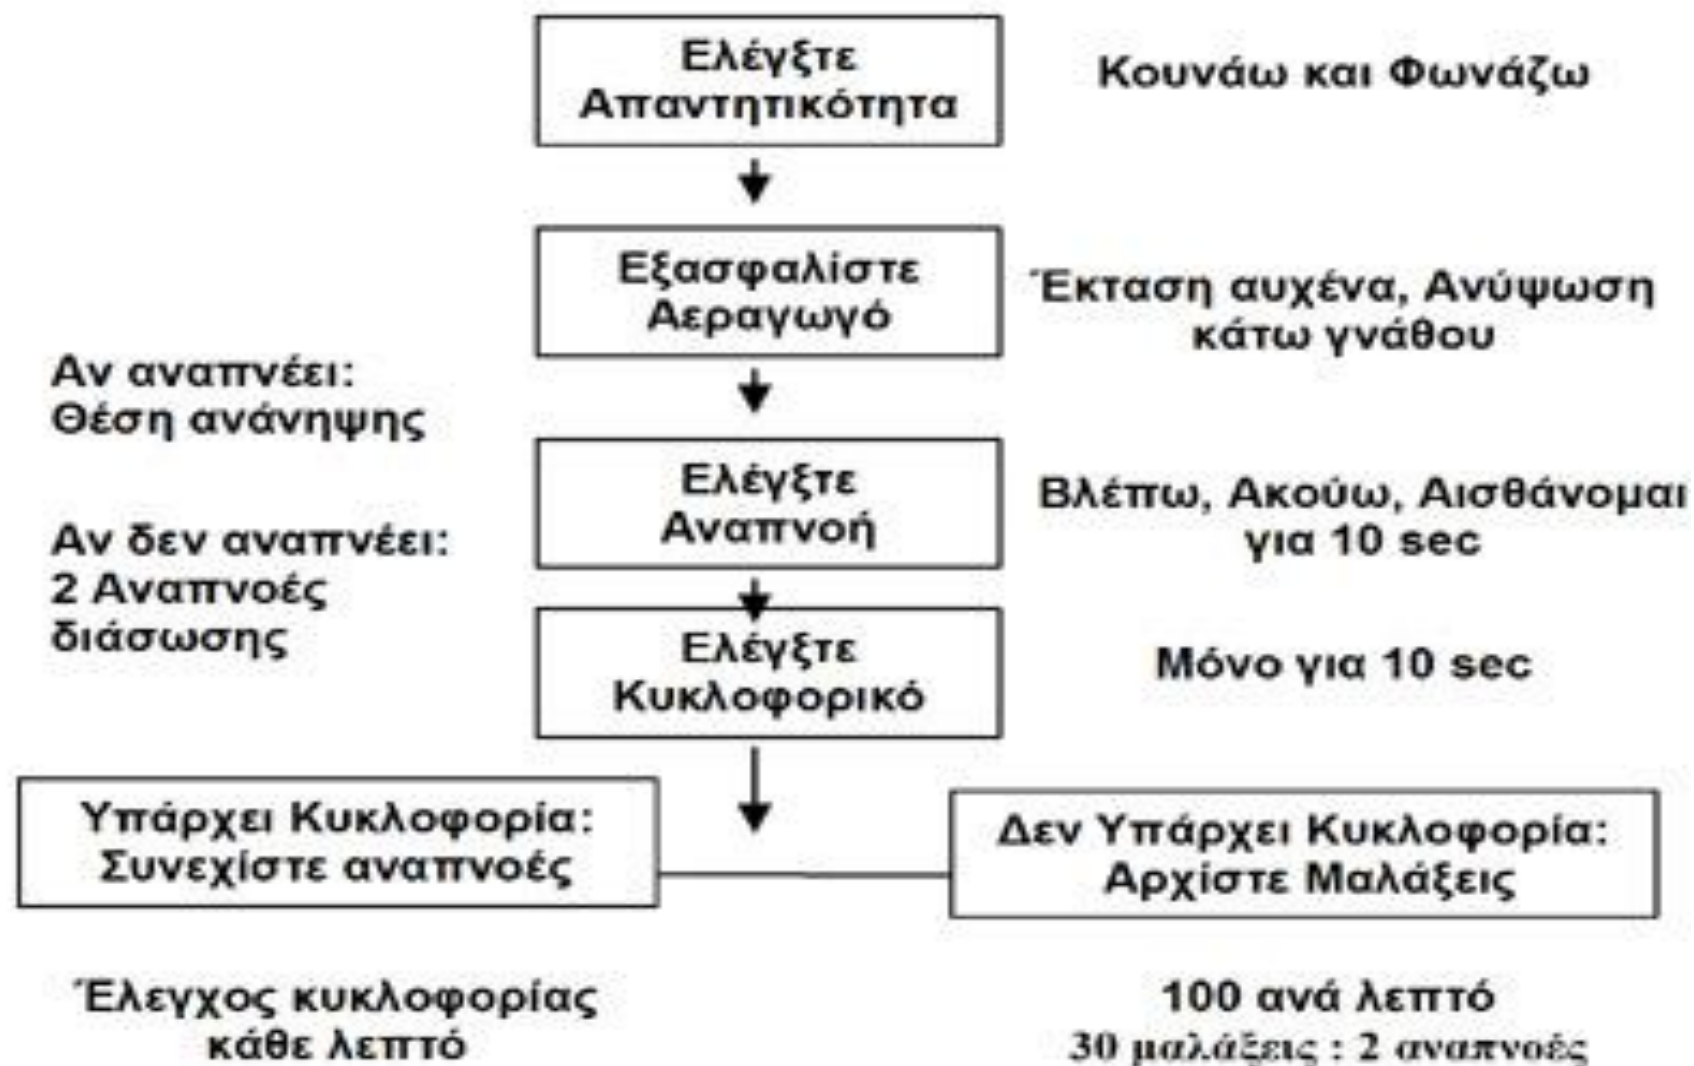 Ελέγξτε
Απαντητικότητα
Κουνάω και Φωνάζω
Εξασφαλίστε
Αεραγωγό
Έκταση αυχένα, Ανύψωση
κάτω γνάθου
Αν αναπνέει:
Θέση ανάνηψης
Ελέγξτε
Αναπνοή
Βλέπω, Ακούω, Αισθάνομαι
για 10 sec
Αν δεν αναπνέει:
2 Αναπνοές
διάσωσης
Ελέγξτε
Κυκλοφορικό
Μόνο για 10 sec
Υπάρχει Κυκλοφορία:
Συνεχίστε αναπνοές
Δεν Υπάρχει Κυκλοφορία:
Αρχίστε Μαλάξεις
Έλεγχος κυκλοφορίας
κάθε λεπτό
100 ανά λεπτό
30 μαλάξεις : 2 αναπνοές